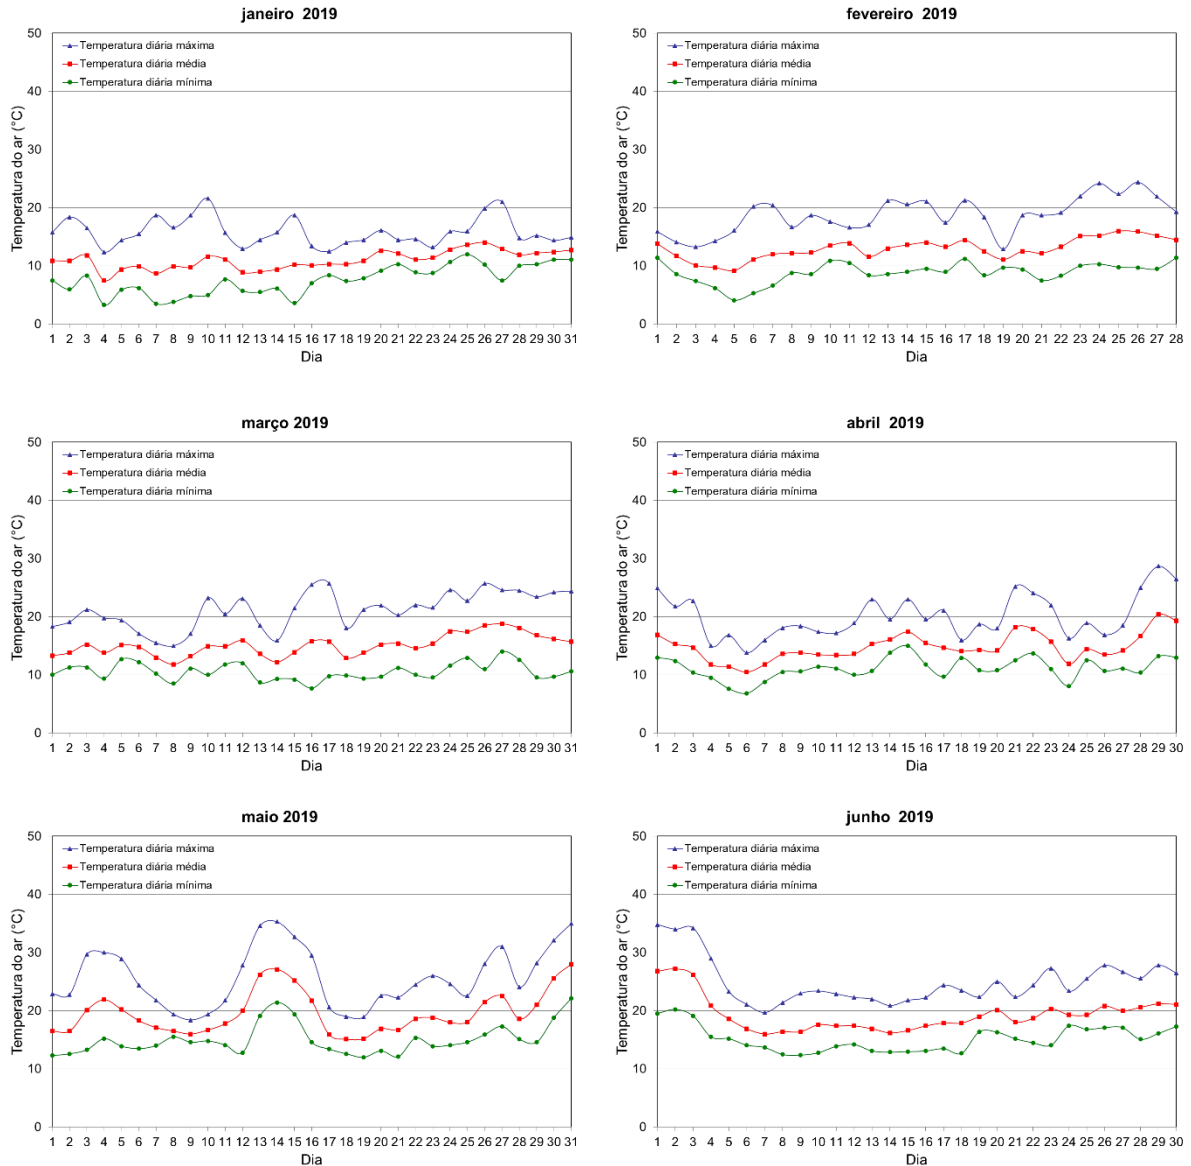 janeiro  2019
50
40
30
20
10
0
Temperatura do ar (°C)
Temperatura diária máxima
Temperatura diária média
Temperatura diária mínima
1 2 3 4 5 6 7 8 9 10 11 12 13 14 15 16 17 18 19 20 21 22 23 24 25 26 27 28 29 30 31
Dia
fevereiro  2019
50
40
30
20
10
0
Temperatura do ar (°C)
Temperatura diária máxima
Temperatura diária média
Temperatura diária mínima
1 2 3 4 5 6 7 8 9 10 11 12 13 14 15 16 17 18 19 20 21 22 23 24 25 26 27 28
Dia
março 2019
50
40
30
20
10
0
Temperatura do ar (°C)
Temperatura diária máxima
Temperatura diária média
Temperatura diária mínima
1 2 3 4 5 6 7 8 9 10 11 12 13 14 15 16 17 18 19 20 21 22 23 24 25 26 27 28 29 30 31
Dia
abril  2019
50
40
30
20
10
0
Temperatura do ar (°C)
Temperatura diária máxima
Temperatura diária média
Temperatura diária mínima
1 2 3 4 5 6 7 8 9 10 11 12 13 14 15 16 17 18 19 20 21 22 23 24 25 26 27 28 29 30
Dia
maio 2019
50
40
30
20
10
0
Temperatura do ar (°C)
Temperatura diária máxima
Temperatura diária média
Temperatura diária mínima
1 2 3 4 5 6 7 8 9 10 11 12 13 14 15 16 17 18 19 20 21 22 23 24 25 26 27 28 29 30 31
Dia
junho  2019
50
40
30
20
10
0
Temperatura do ar (°C)
Temperatura diária máxima
Temperatura diária média
Temperatura diária mínima
1 2 3 4 5 6 7 8 9 10 11 12 13 14 15 16 17 18 19 20 21 22 23 24 25 26 27 28 29 30
Dia